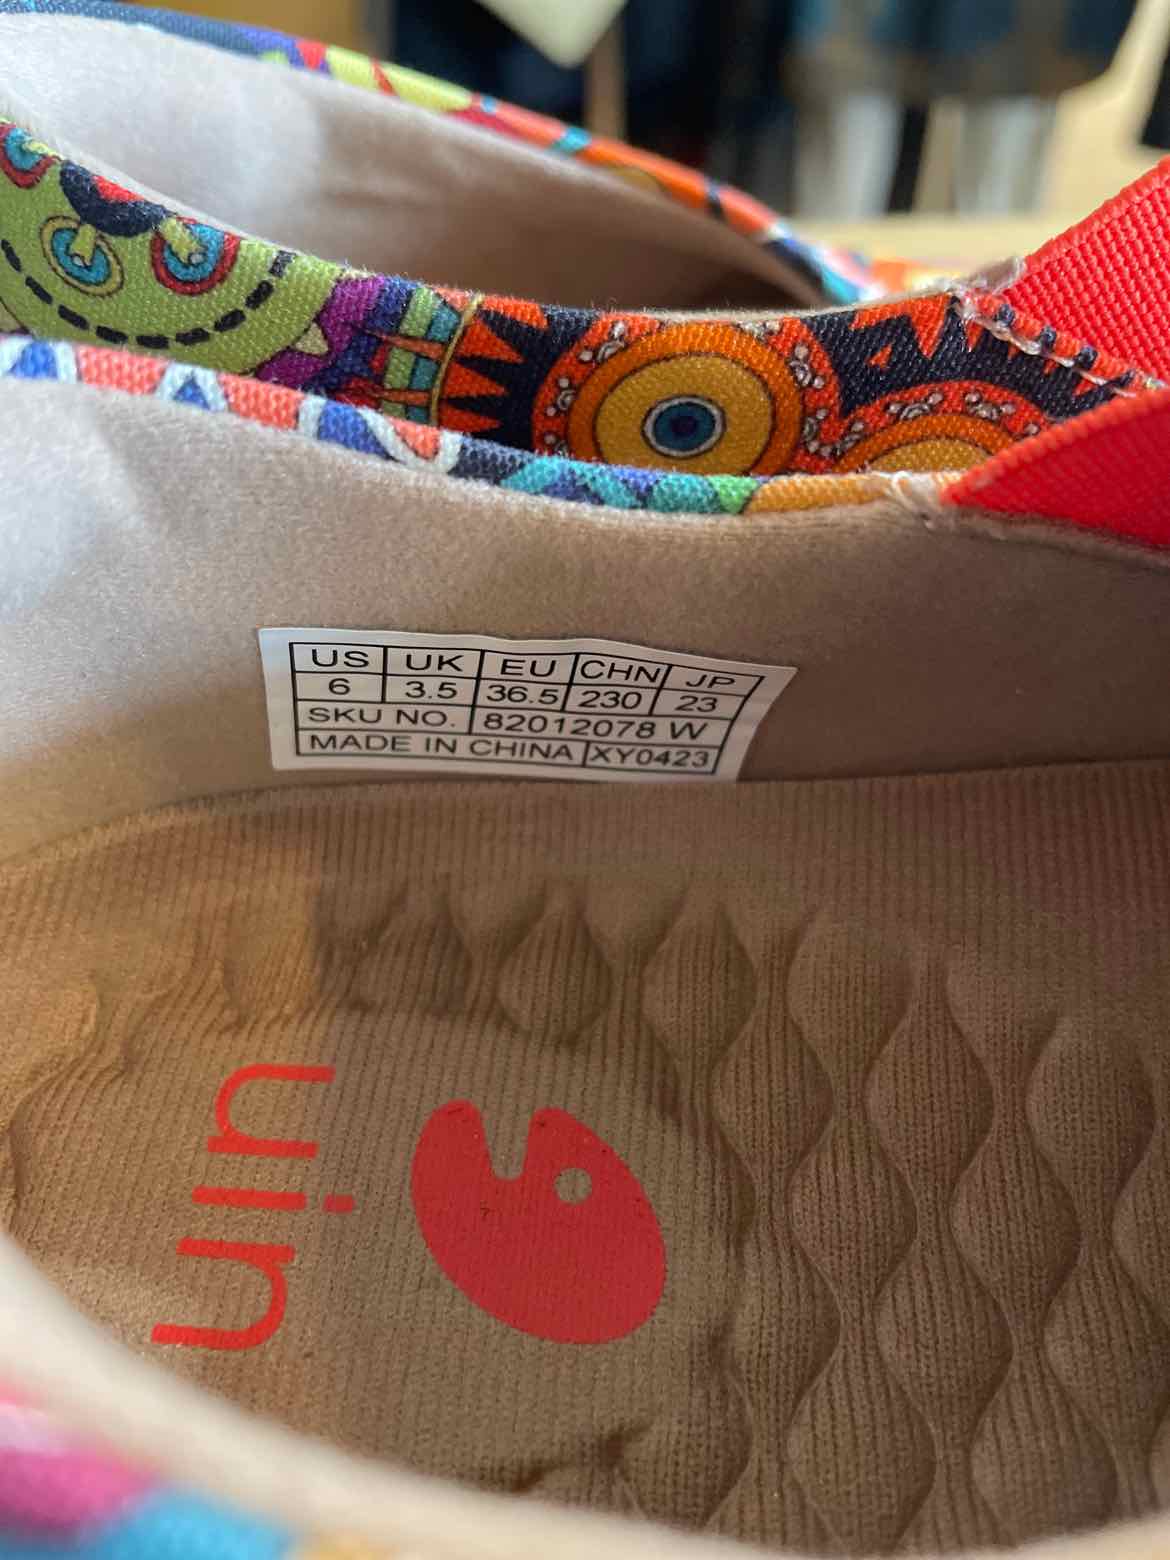 US UK EU CHN JP
6 3.5 36.5 230 23
SKU NO. 82012078 W
MADE IN CHINA XY0423
uin